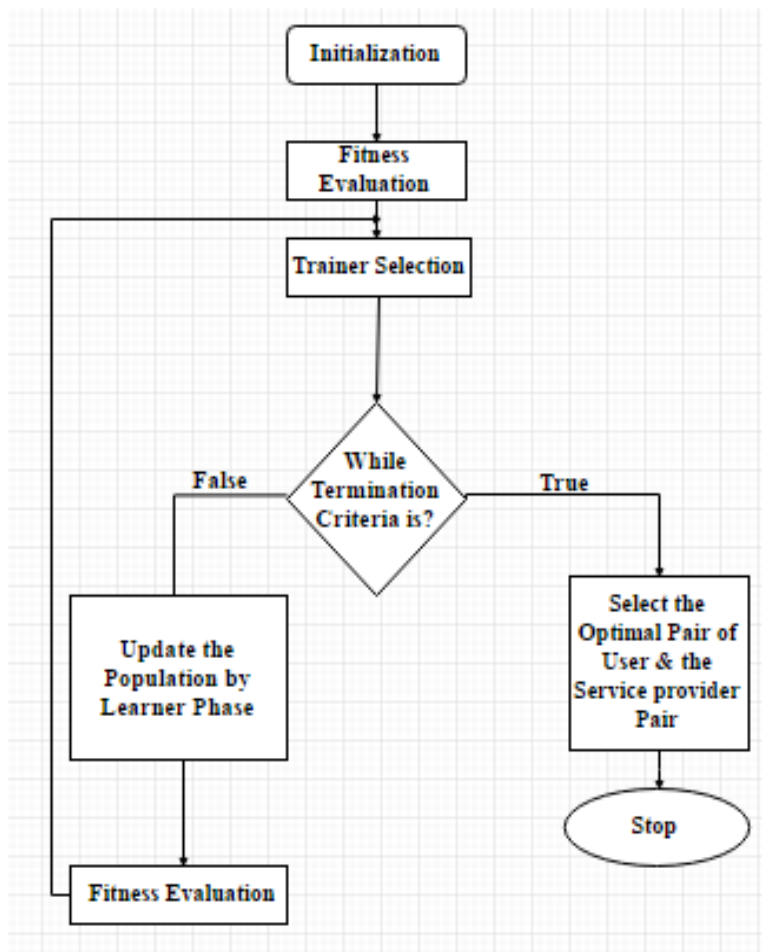 Initialization
Fitness
Evaluation
Trainer Selection
While
Termination
Criteria is?
False
True
Update the
Population by
Learner Phase
Select the
Optimal Pair of
User & the
Service provider
Pair
Stop
Fitness Evaluation